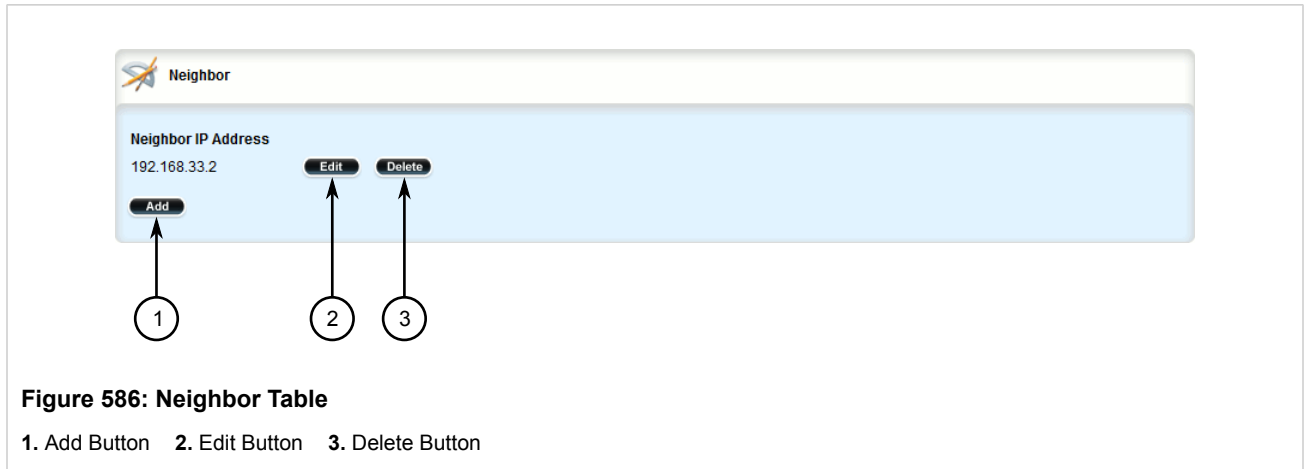 Neighbor
Neighbor IP Address
192.168.33.2 Edit Delete
Add
1 2 3
Figure 586: Neighbor Table
1. Add Button 2. Edit Button 3. Delete Button